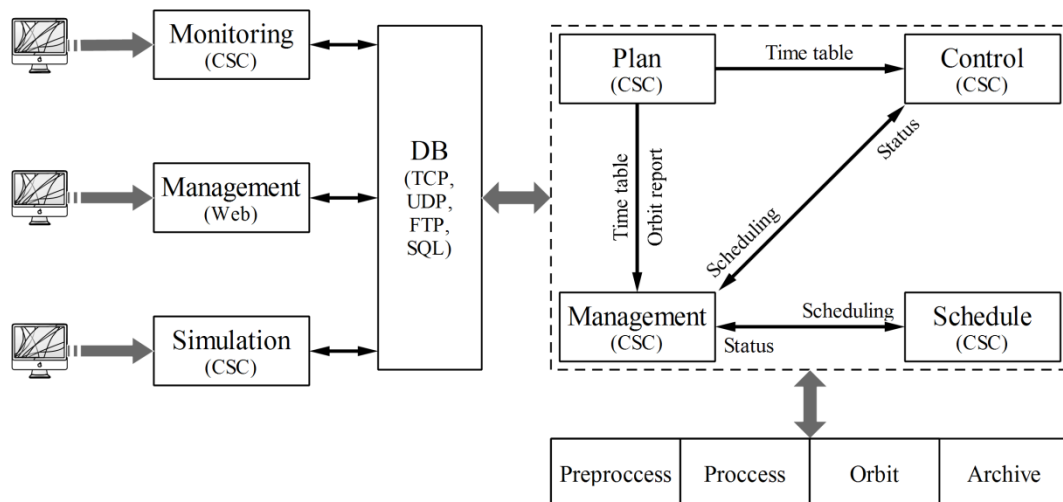 Monitoring
(CSC)
Management
(Web)
Simulation
(CSC)
DB
(TCP,
UDP,
FTP,
SQL)
Plan
(CSC)
Time table
Control
(CSC)
Time table
Orbit report
Scheduling
Status
Management
(CSC)
Scheduling
Status
Schedule
(CSC)
Preproccess
Proccess
Orbit
Archive